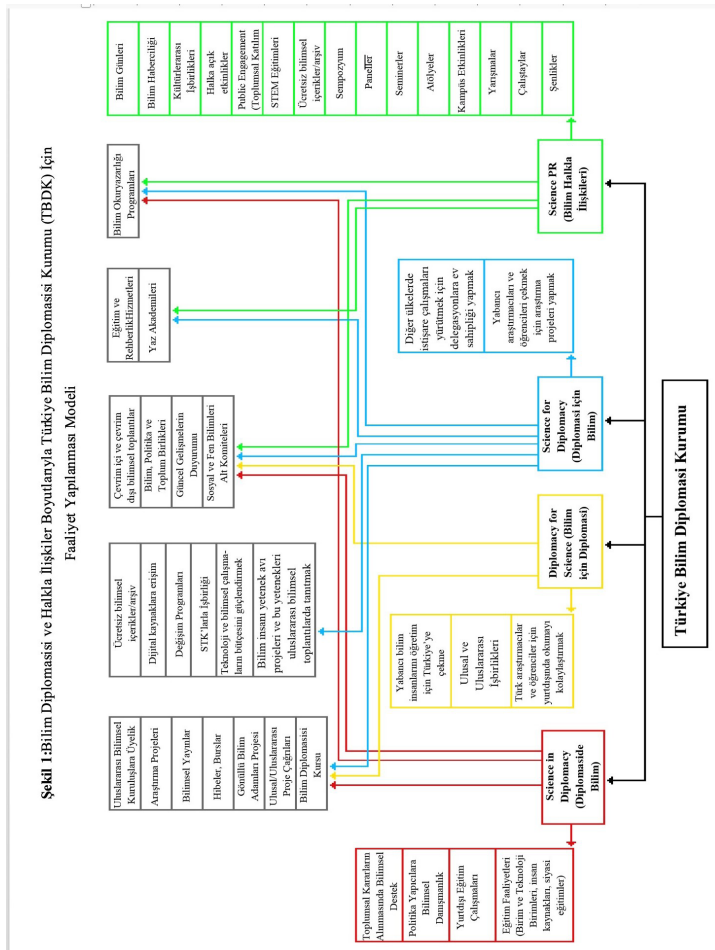 Şekil 1:Bilim Diplomasisi ve Halkla İlişkiler Boyutlarıyla Türkiye Bilim Diplomasisi Kurumu (TBDK) İçin
Faaliyet Yapılanması Modeli
Uluslararası Bilimsel
Kuruluşlara Üyelik
Araştırma Projeleri
Bilimsel Yayınlar
Hibeler, Burslar
Gönüllü Bilim
Adamları Projesi
Ulusal/Uluslararası
Proje Çağrıları
Bilim Diplomasisi
Kursu
Ücretsiz bilimsel
içerikler/arşiv
Dijital kaynaklara erişim
Değişim Programları
STK'larla İşbirliği
Teknoloji ve bilimsel çalışma-
ların bütçesini güçlendirmek
Bilim insanı yetenek avı
projeleri ve bu yetenekleri
uluslararası bilimsel
toplantılarda tanıtmak
Çevrim içi ve çevrim
dışı bilimsel toplantılar
Bilim, Politika ve
Toplum Birlikleri
Güncel Gelişmelerin
Duyurumu
Sosyal ve Fen Bilimleri
Alt Komiteleri
Eğitim ve
RehberlikHizmetleri
Yaz Akademileri
Bilim Okuryazarlığı
Programları
Bilim Günleri
Bilim Haberciliği
Kültürlerarası
İşbirlikleri
Halka açık
etkinlikler
Public Engagement
(Toplumsal Katılım
STEM Eğitimleri
Ücretsiz bilimsel
içerikler/arşiv
Sempozyum
Paneller
Seminerler
Atölyeler
Kampüs Etkinlikleri
Yarışmalar
Çalıştaylar
Şenlikler
Toplumsal Kararların
Alınmasında Bilimsel
Destek
Politika Yapıcılara
Bilimsel
Danışmanlık
Yurtdışı Eğitim
Çalışmaları
Eğitim Faaliyetleri
(Birim ve Teknoloji
Birimleri, insan
kaynakları, siyasi
eğitimler)
Yabancı bilim
insanlarını öğretim
için Türkiye'ye
çekme
Ulusal ve
Uluslararası
İşbirlikleri
Türk araştırmacılar
ve öğrenciler için
yurtdışında okumayı
kolaylaştırmak
Diğer ülkelerde
istişare çalışmaları
yürütmek için
delegasyonlara ev
sahipliği yapmak
Yabancı
araştırmacıları ve
öğrencileri çekmek
için araştırma
projeleri yapmak
Science in
Diplomacy
(Diplomaside
Bilim)
Diplomacy for
Science (Bilim
için Diplomasi)
Science for
Diplomacy
(Diplomasi için
Bilim)
Science PR
(Bilim Halkla
İlişkileri)
Türkiye Bilim Diplomasi Kurumu